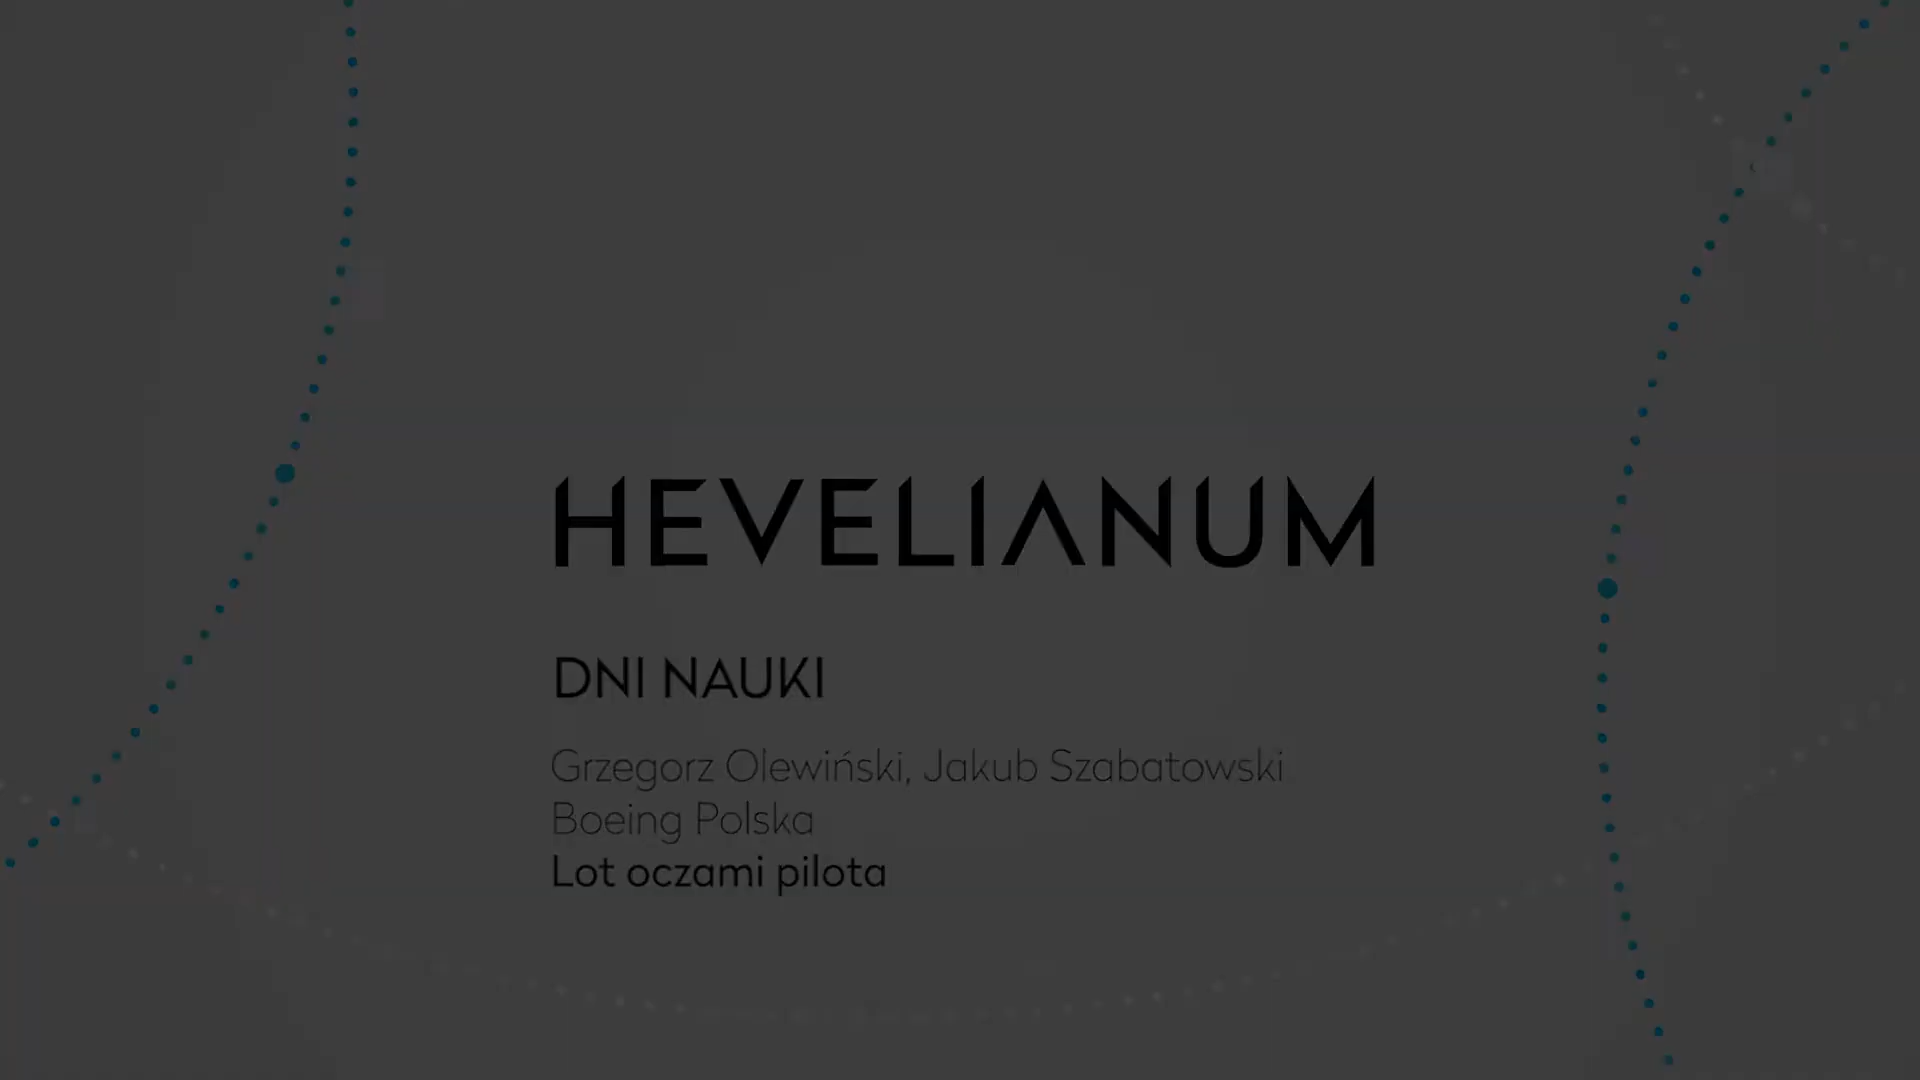 HEVELIANUM
DNI NAUKI
Grzegorz Olewiński, Jakub Szabatowski
Boeing Polska
Lot oczami pilota